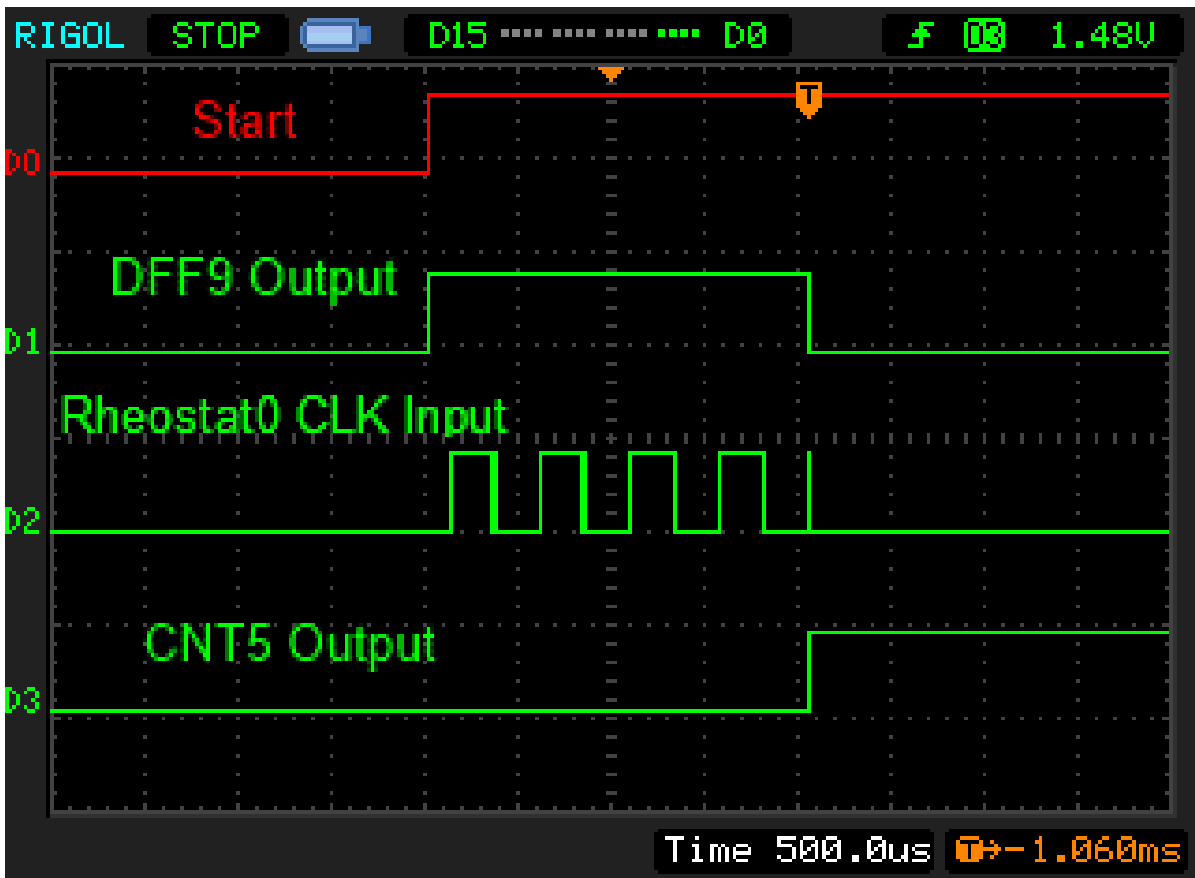 RIGOL STOP D15 D0 D3 1.48V
T
Start
D0
DFF9 Output
D1
Rheostat0 CLK Input
D2
CNT5 Output
D3
Time 500.0us T→-1.060ms